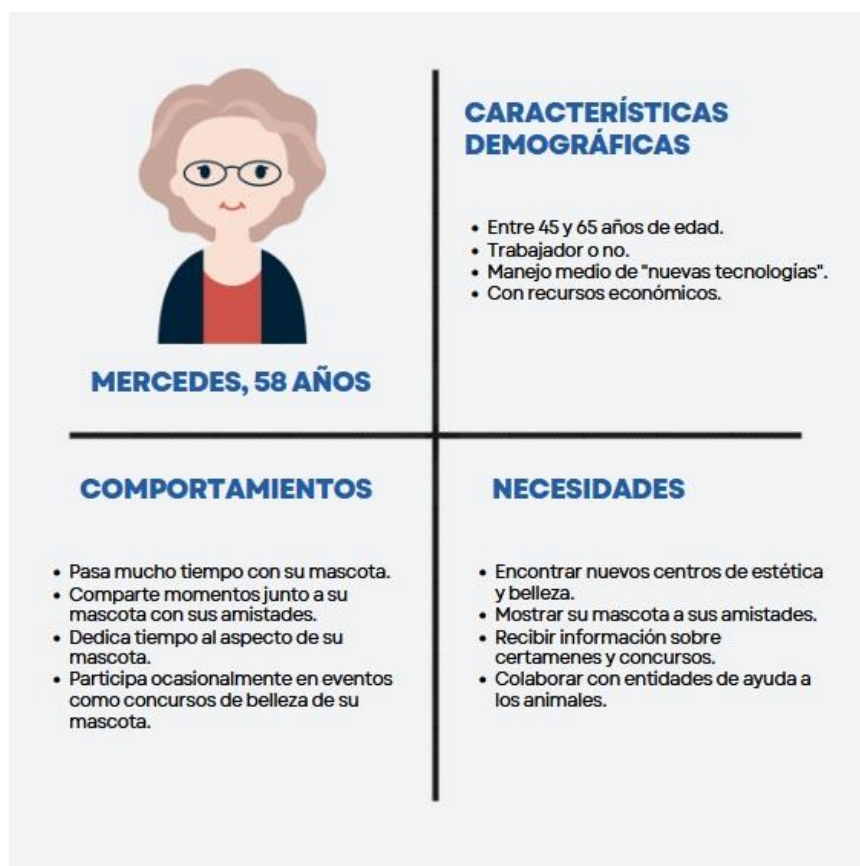 CARACTERÍSTICAS
DEMOGRÁFICAS
• Entre 45 y 65 años de edad.
• Trabajador o no.
• Manejo medio de "nuevas tecnologías".
• Con recursos económicos.
MERCEDES, 58 AÑOS
COMPORTAMIENTOS
• Pasa mucho tiempo con su mascota.
• Comparte momentos junto a su
mascota con sus amistades.
• Dedica tiempo al aspecto de su
mascota.
• Participa ocasionalmente en eventos
como concursos de belleza de su
mascota.
NECESIDADES
• Encontrar nuevos centros de estética
y belleza.
• Mostrar su mascota a sus amistades.
• Recibir información sobre
certamenes y concursos.
• Colaborar con entidades de ayuda a
los animales.